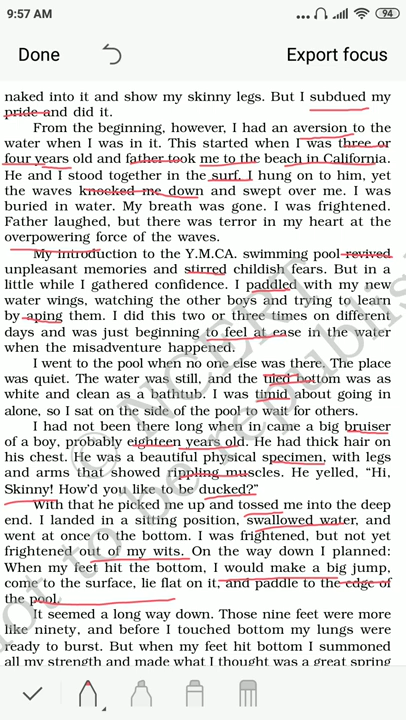 9:57 AM
94
Done
Export focus
naked into it and show my skinny legs. But I subdued my
pride and did it.
From the beginning, however, I had an aversion to the
water when I was in it. This started when I was three or
four years old and father took me to the beach in California.
He and I stood together in the surf. I hung on to him, yet
the waves knocked me down and swept over me. I was
buried in water. My breath was gone. I was frightened.
Father laughed, but there was terror in my heart at the
overpowering force of the waves.
My introduction to the Y.M.CA. swimming pool revived
unpleasant memories and stirred childish fears. But in a
little while I gathered confidence. I paddled with my new
water wings, watching the other boys and trying to learn
by aping them. I did this two or three times on different
days and was just beginning to feel at ease in the water
when the misadventure happened.
I went to the pool when no one else was there. The place
was quiet. The water was still, and the tiled bottom was as
white and clean as a bathtub. I was timid about going in
alone, so I sat on the side of the pool to wait for others.
I had not been there long when in came a big bruiser
of a boy, probably eighteen years old. He had thick hair on
his chest. He was a beautiful physical specimen, with legs
and arms that showed rippling muscles. He yelled, “Hi,
Skinny! How'd you like to be ducked?”
With that he picked me up and tossed me into the deep
end. I landed in a sitting position, swallowed water, and
went at once to the bottom. I was frightened, but not yet
frightened out of my wits. On the way down I planned:
When my feet hit the bottom, I would make a big jump,
come to the surface, lie flat on it, and paddle to the edge of
the pool.
It seemed a long way down. Those nine feet were more
like ninety, and before I touched bottom my lungs were
ready to burst. But when my feet hit bottom I summoned
all my strength and made what I thought was a great spring
© NCERT
not to be republished